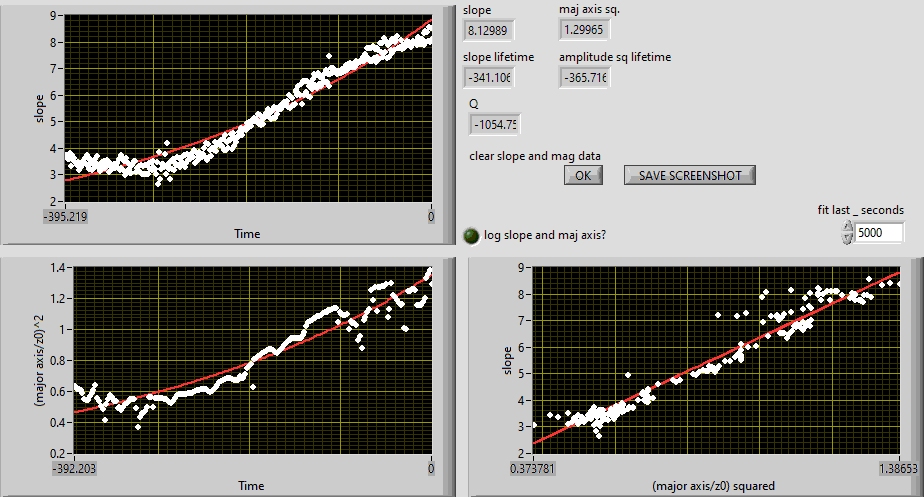 9
8
7
6
5
4
3
2
slope
-395.219
0
Time
slope
maj axis sq.
8.12989
1.29965
slope lifetime
amplitude sq lifetime
-341.106
-365.716
Q
-1054.75
clear slope and mag data
OK
SAVE SCREENSHOT
fit last _ seconds
log slope and maj axis?
5000
1.4
1.2
1
0.8
0.6
0.4
0.2
(major axis/z0)^2
-392.203
0
Time
9
8
7
6
5
4
3
2
slope
0.373781
1.38653
(major axis/z0) squared